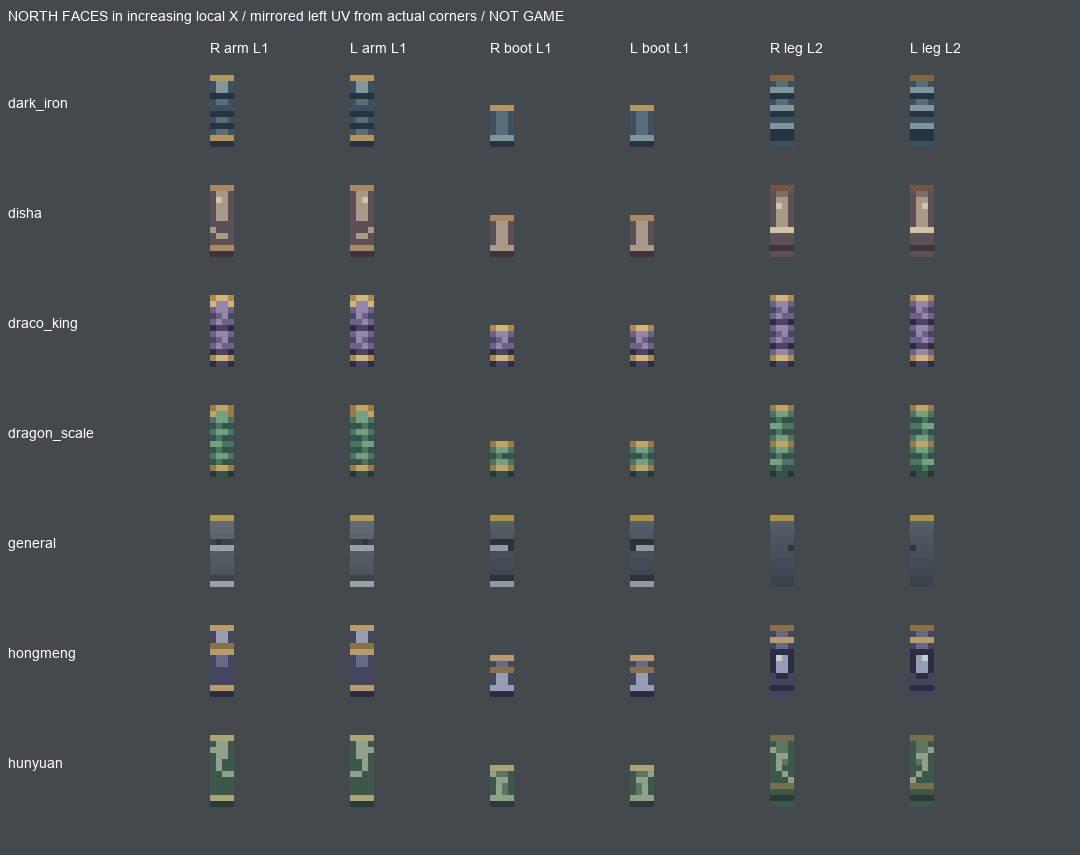 NORTH FACES in increasing local X / mirrored left UV from actual corners / NOT GAME
R arm L1 L arm L1 R boot L1 L boot L1 R leg L2 L leg L2
dark_iron
disha
draco_king
dragon_scale
general
hongmeng
hunyuan